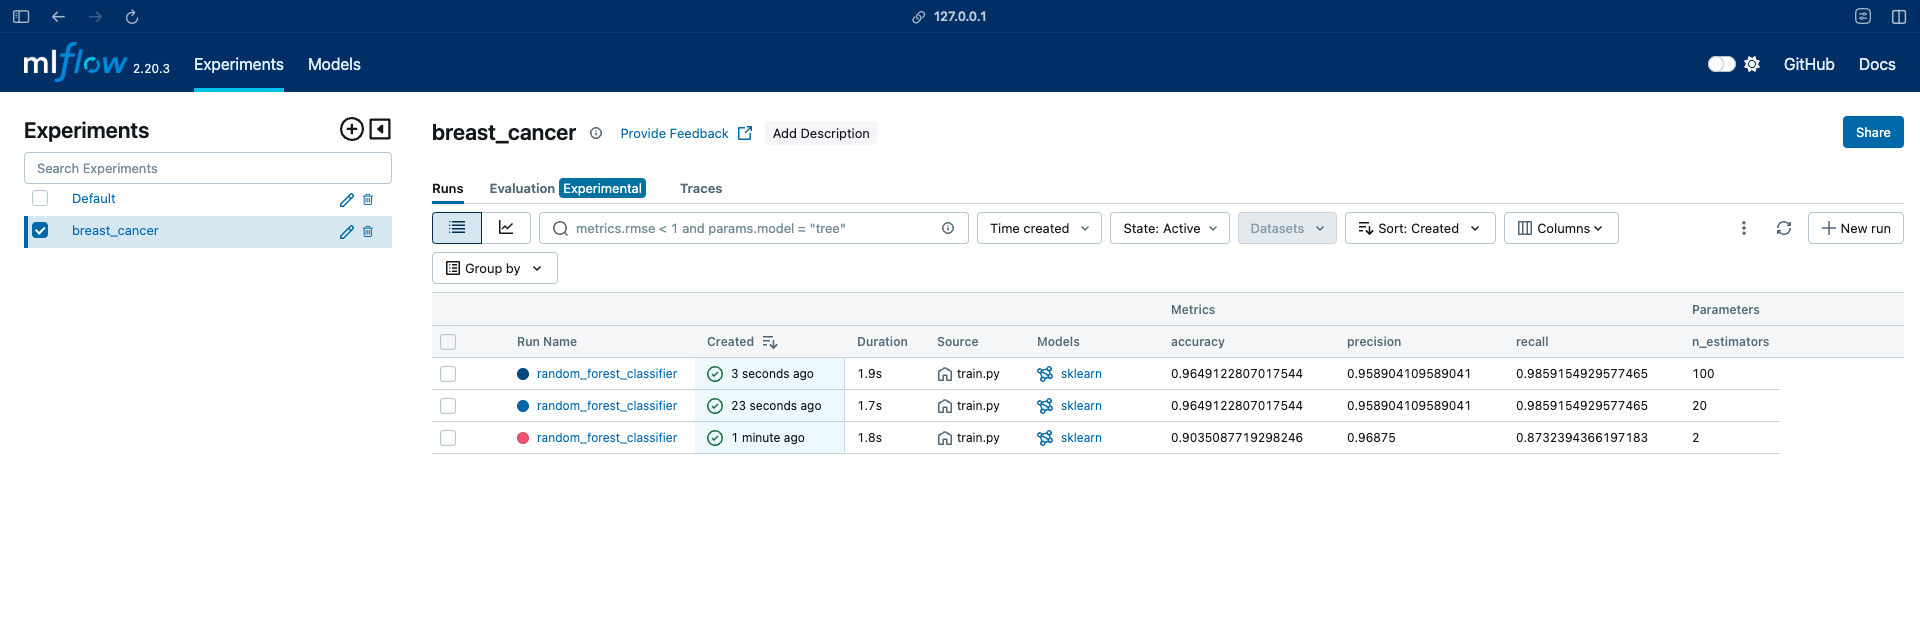 127.0.0.1
mlflow 2.20.3 Experiments Models GitHub Docs
Experiments
Search Experiments
Default
breast_cancer
breast_cancer Provide Feedback Add Description Share
Runs Evaluation Experimental Traces
metrics.rmse < 1 and params.model = "tree" Time created State: Active Datasets Sort: Created Columns New run
Group by
Metrics Parameters
Run Name Created Duration Source Models accuracy precision recall n_estimators
random_forest_classifier 3 seconds ago 1.9s train.py sklearn 0.9649122807017544 0.958904109589041 0.9859154929577465 100
random_forest_classifier 23 seconds ago 1.7s train.py sklearn 0.9649122807017544 0.958904109589041 0.9859154929577465 20
random_forest_classifier 1 minute ago 1.8s train.py sklearn 0.9035087719298246 0.96875 0.8732394366197183 2